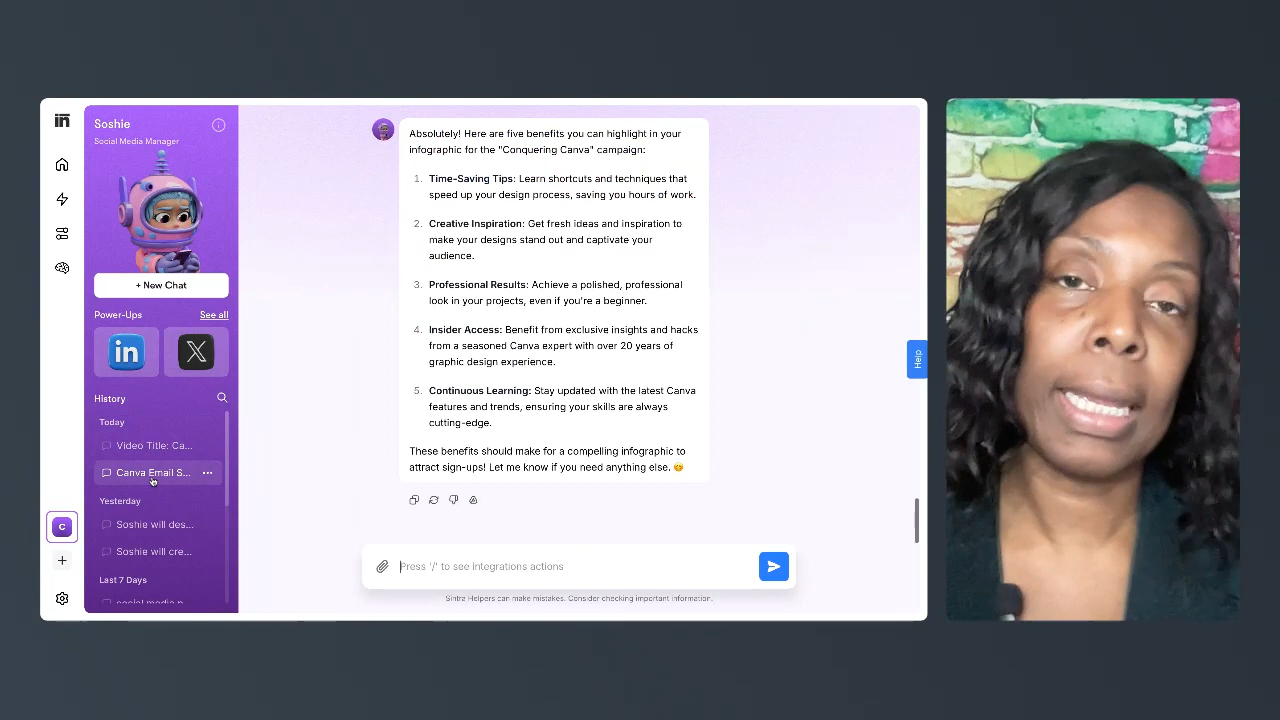 Soshie
Social Media Manager
+ New Chat
Power-Ups
See all
in
X
History
Today
Video Title: Ca...
Canva Email S...
Yesterday
Soshie will des...
Soshie will cre...
Last 7 Days
C
+
Absolutely! Here are five benefits you can highlight in your
infographic for the "Conquering Canva" campaign:
1. Time-Saving Tips: Learn shortcuts and techniques that
speed up your design process, saving you hours of work.
2. Creative Inspiration: Get fresh ideas and inspiration to
make your designs stand out and captivate your
audience.
3. Professional Results: Achieve a polished, professional
look in your projects, even if you're a beginner.
4. Insider Access: Benefit from exclusive insights and hacks
from a seasoned Canva expert with over 20 years of
graphic design experience.
5. Continuous Learning: Stay updated with the latest Canva
features and trends, ensuring your skills are always
cutting-edge.
These benefits should make for a compelling infographic to
attract sign-ups! Let me know if you need anything else. 😊
Press '/' to see integrations actions
Sintra Helpers can make mistakes. Consider checking important information.
Help